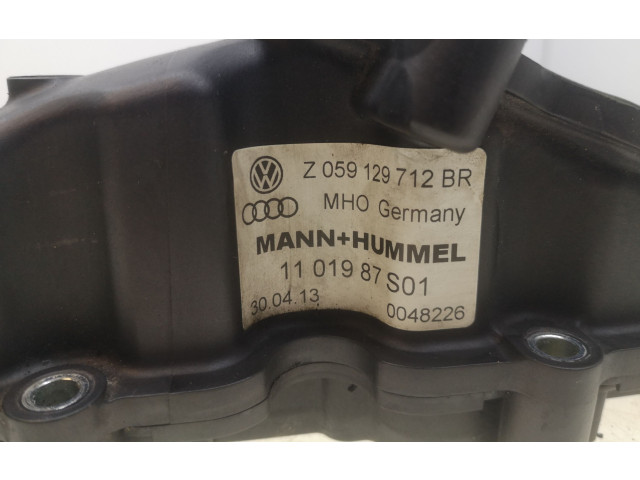 Z 059 129 712 BR
MHO Germany
MANN+HUMMEL
11 019 87 S01
30.04.13 0048226